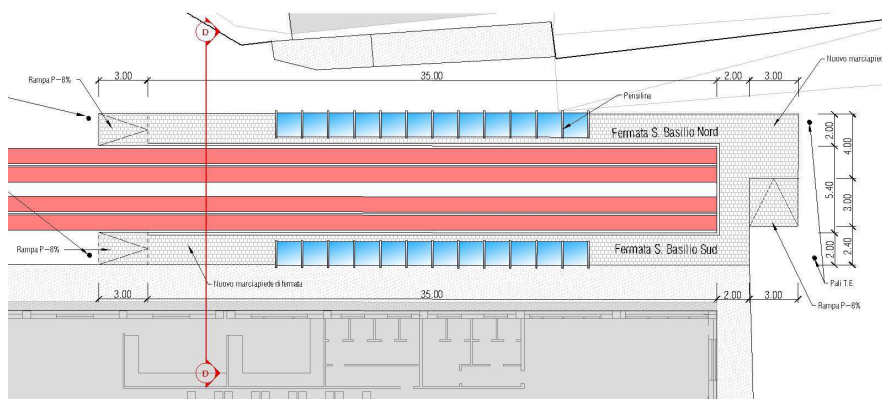 D
3.00
35.00
2.00
3.00
Rampa P=8%
Nuovo marciapiede
Pensilina
Fermata S. Basilio Nord
2.00
4.00
5.40
3.00
Rampa P=8%
Fermata S. Basilio Sud
2.00
2.40
Nuovo marciapiede di fermata
Pali T.E.
3.00
35.00
2.00
3.00
Rampa P=8%
D